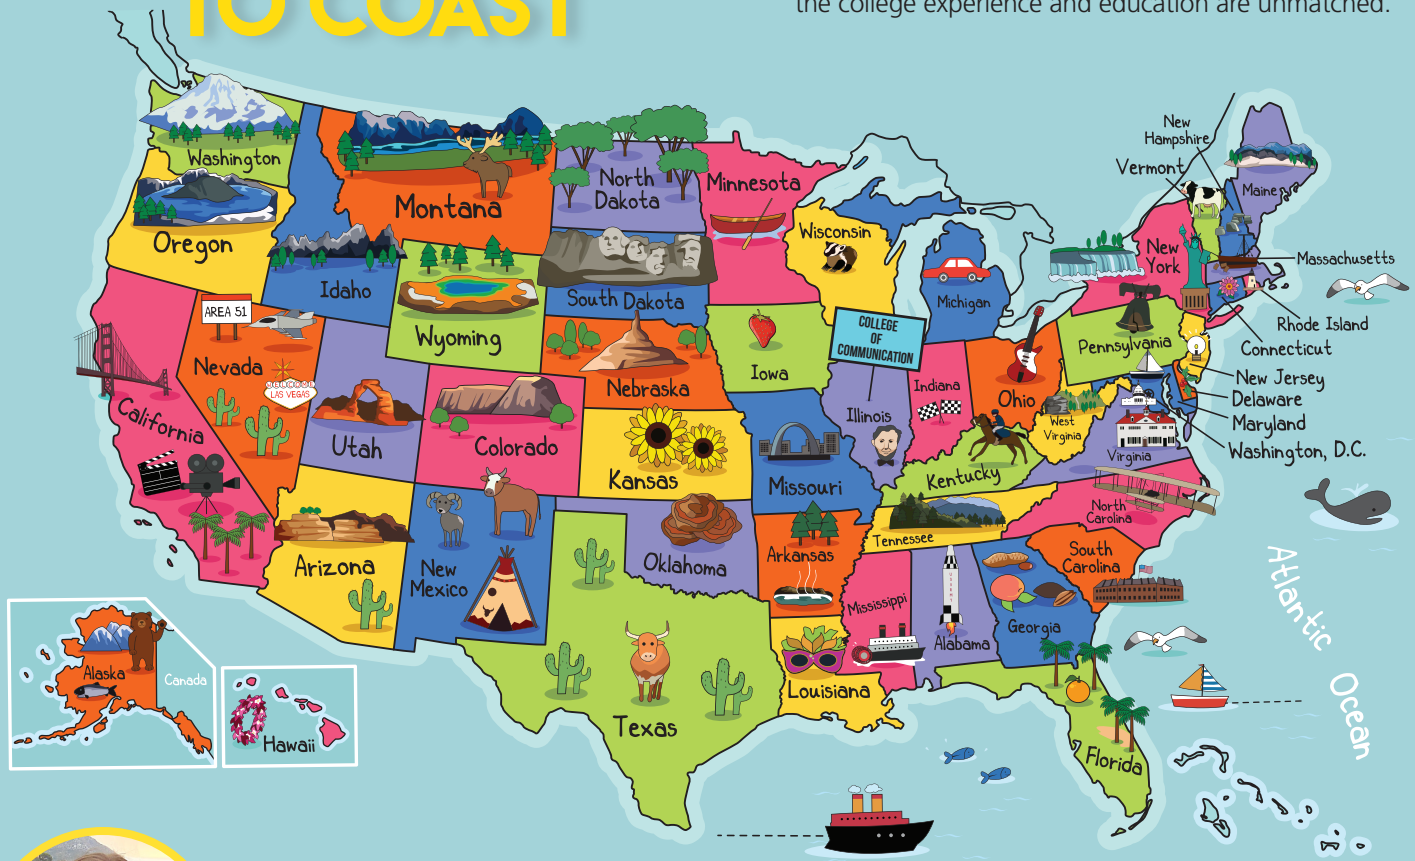 TO COAST
the college experience and education are unmatched.
New
Hampshire
Vermont
Maine
Washington
Montana
North
Dakota
Minnesota
Oregon
Idaho
South Dakota
Wisconsin
Michigan
New
York
Massachusetts
Rhode Island
Connecticut
AREA 51
Nevada
WELCOME
LAS VEGAS
Wyoming
Nebraska
Iowa
COLLEGE
OF
COMMUNICATION
Illinois
Indiana
Ohio
Pennsylvania
New Jersey
Delaware
Maryland
Washington, D.C.
California
Utah
Colorado
Kansas
Missouri
Kentucky
West
Virginia
Virginia
Arizona
New
Mexico
Oklahoma
Arkansas
Tennessee
North
Carolina
South
Carolina
Mississippi
Alabama
Georgia
Texas
Louisiana
Florida
Alaska
Canada
Hawaii
Atlantic
Ocean